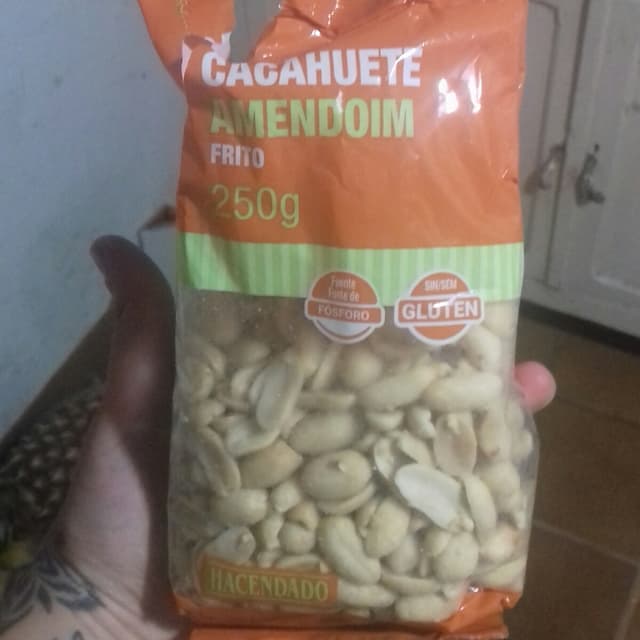 CACAHUETE
AMENDOIM
FRITO
250g
Fuente
Fonte de
FÓSFORO
SIN/SEM
GLUTEN
HACENDADO